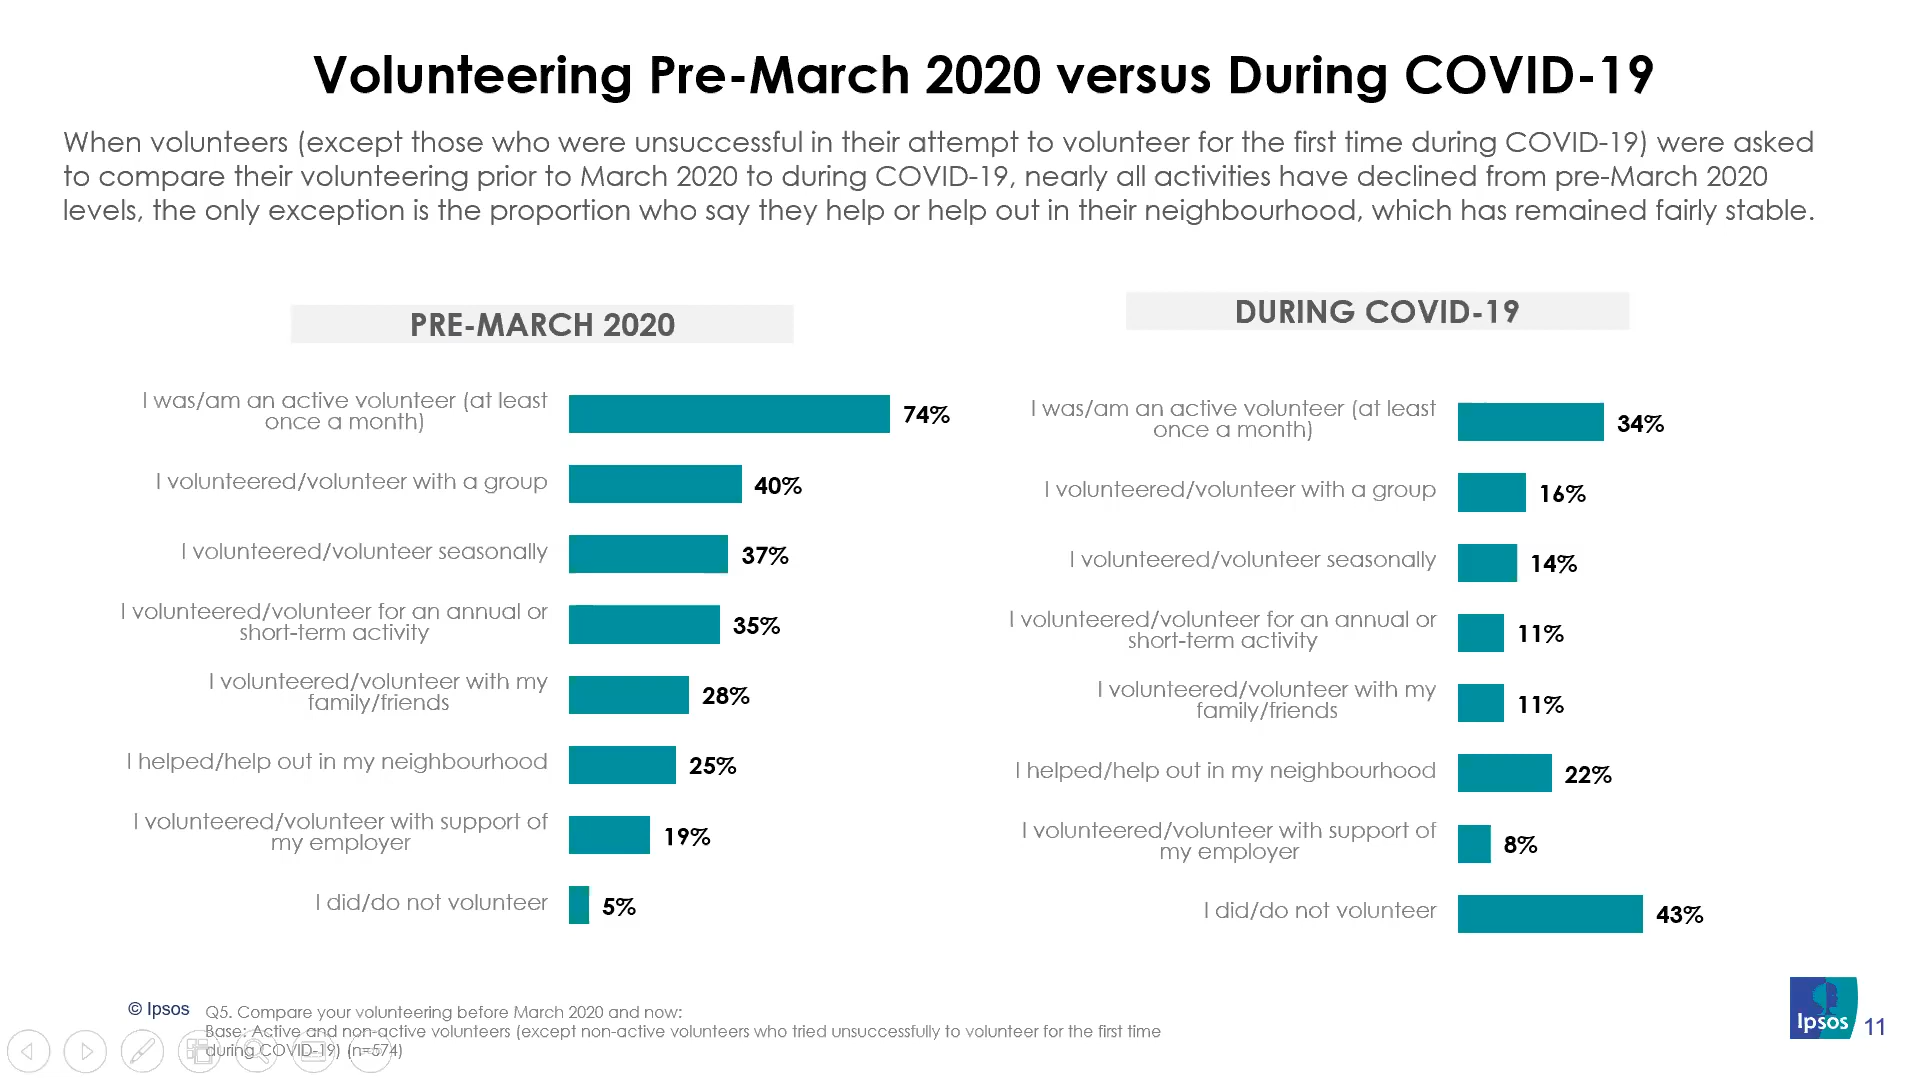 Volunteering Pre-March 2020 versus During COVID-19
When volunteers (except those who were unsuccessful in their attempt to volunteer for the first time during COVID-19) were asked
to compare their volunteering prior to March 2020 to during COVID-19, nearly all activities have declined from pre-March 2020
levels, the only exception is the proportion who say they help or help out in their neighbourhood, which has remained fairly stable.
PRE-MARCH 2020
I was/am an active volunteer (at least
once a month)
74%
I volunteered/volunteer with a group
40%
I volunteered/volunteer seasonally
37%
I volunteered/volunteer for an annual or
short-term activity
35%
I volunteered/volunteer with my
family/friends
28%
I helped/help out in my neighbourhood
25%
I volunteered/volunteer with support of
my employer
19%
I did/do not volunteer
5%
DURING COVID-19
I was/am an active volunteer (at least
once a month)
34%
I volunteered/volunteer with a group
16%
I volunteered/volunteer seasonally
14%
I volunteered/volunteer for an annual or
short-term activity
11%
I volunteered/volunteer with my
family/friends
11%
I helped/help out in my neighbourhood
22%
I volunteered/volunteer with support of
my employer
8%
I did/do not volunteer
43%
© Ipsos
Q5. Compare your volunteering before March 2020 and now:
Base: Active and non-active volunteers (except non-active volunteers who tried unsuccessfully to volunteer for the first time
during COVID-19) (n=574)
Ipsos
11